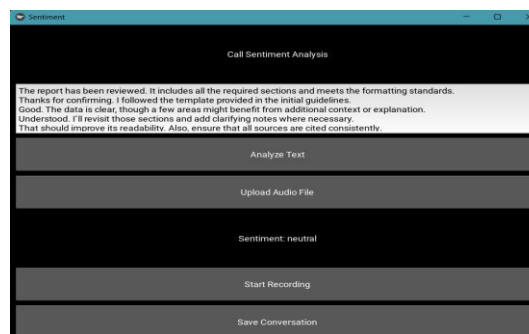 Sentiment
Call Sentiment Analysis
The report has been reviewed. It includes all the required sections and meets the formatting standards.
Thanks for confirming. I followed the template provided in the initial guidelines.
Good. The data is clear, though a few areas might benefit from additional context or explanation.
Understood. I'll revisit those sections and add clarifying notes where necessary.
That should improve its readability. Also, ensure that all sources are cited consistently.
Analyze Text
Upload Audio File
Sentiment: neutral
Start Recording
Save Conversation